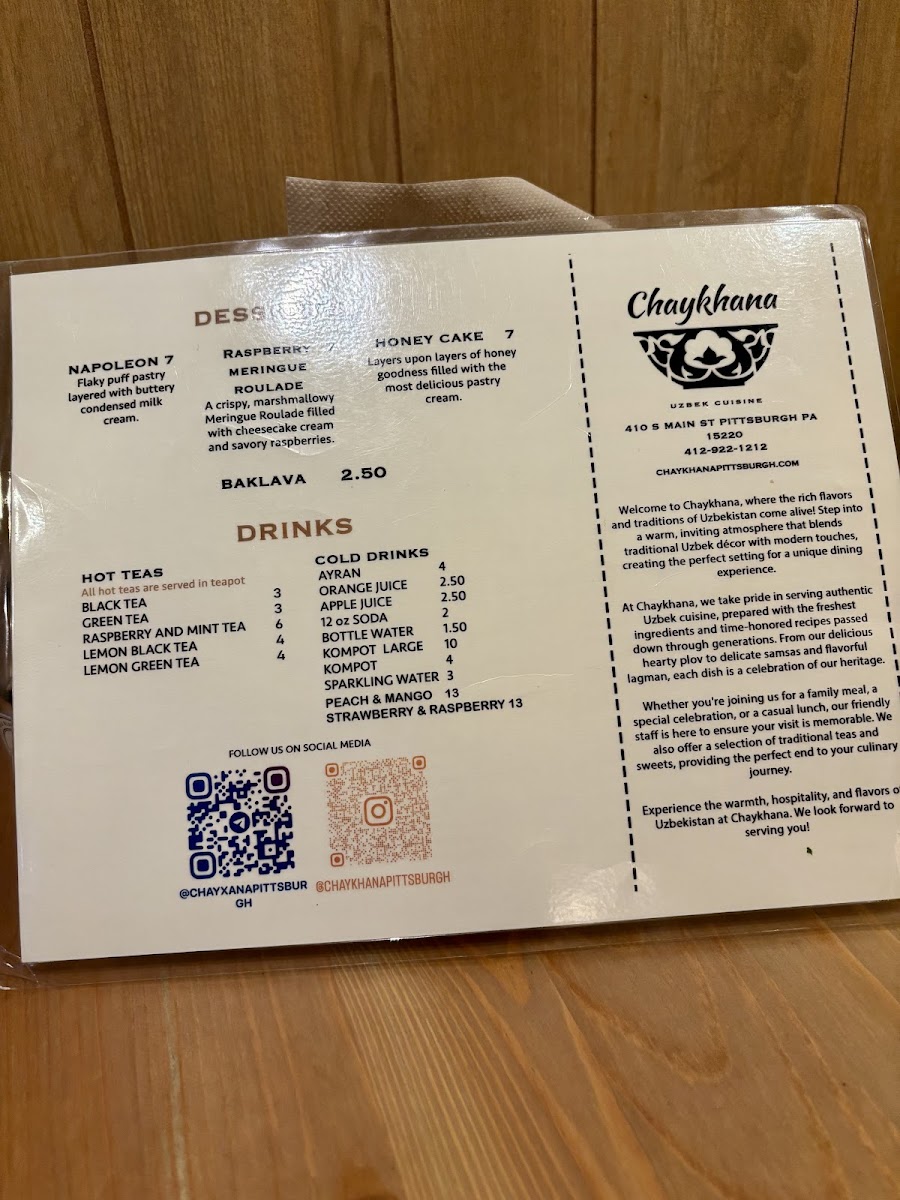 NAPOLEON 7
Flaky puff pastry
layered with buttery
condensed milk
cream.
RASPBERRY 7
MERINGUE
ROULADE
A crispy, marshmallowy
Meringue Roulade filled
with cheesecake cream
and savory raspberries.
HONEY CAKE 7
Layers upon layers of honey
goodness filled with the
most delicious pastry
cream.
BAKLAVA 2.50
DRINKS
HOT TEAS
All hot teas are served in teapot
BLACK TEA 3
GREEN TEA 3
RASPBERRY AND MINT TEA 6
LEMON BLACK TEA 4
LEMON GREEN TEA 4
COLD DRINKS
AYRAN 4
ORANGE JUICE 2.50
APPLE JUICE 2.50
12 oz SODA 2
BOTTLE WATER 1.50
KOMPOT LARGE 10
KOMPOT 4
SPARKLING WATER 3
PEACH & MANGO 13
STRAWBERRY & RASPBERRY 13
FOLLOW US ON SOCIAL MEDIA
@CHAYXANAPITTSBUR
GH
@CHAYKHANAPITTSBURGH
Chaykhana
UZBEK CUISINE
410 S MAIN ST PITTSBURGH PA
15220
412-922-1212
CHAYKHANAPITTSBURGH.COM
Welcome to Chaykhana, where the rich flavors
and traditions of Uzbekistan come alive! Step into
a warm, inviting atmosphere that blends
traditional Uzbek décor with modern touches,
creating the perfect setting for a unique dining
experience.
At Chaykhana, we take pride in serving authentic
Uzbek cuisine, prepared with the freshest
ingredients and time-honored recipes passed
down through generations. From our delicious
hearty plov to delicate samsas and flavorful
lagman, each dish is a celebration of our heritage.
Whether you're joining us for a family meal, a
special celebration, or a casual lunch, our friendly
staff is here to ensure your visit is memorable. We
also offer a selection of traditional teas and
sweets, providing the perfect end to your culinary
journey.
Experience the warmth, hospitality, and flavors of
Uzbekistan at Chaykhana. We look forward to
serving you!